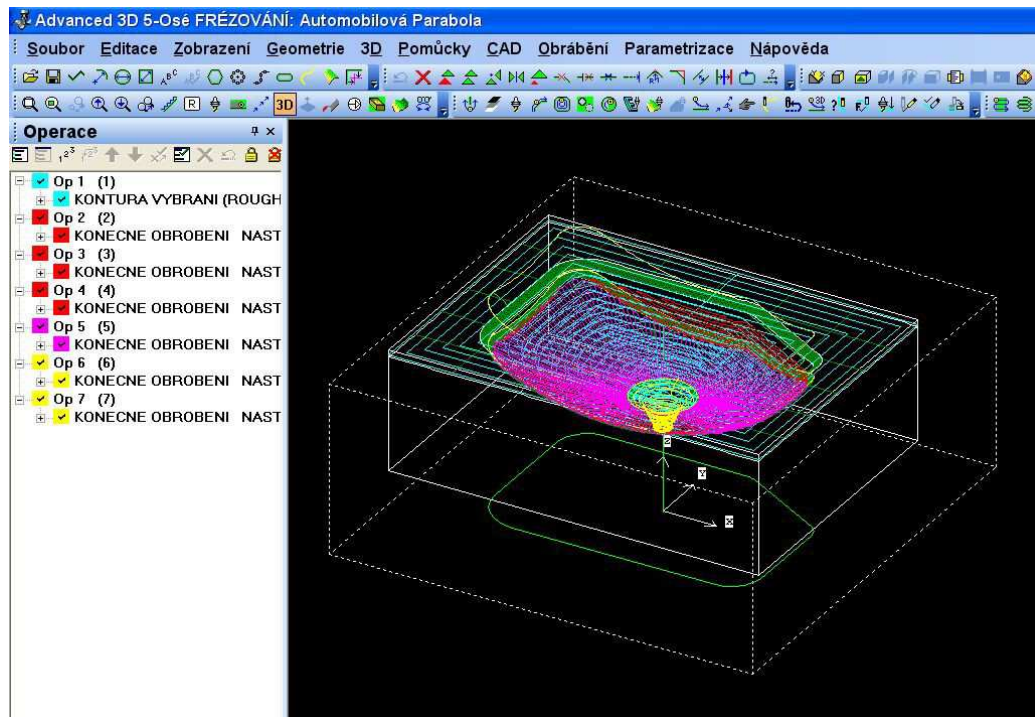 Advanced 3D 5-Osé FRÉZOVÁNÍ: Automobilová Parabola
Soubor Editace Zobrazení Geometrie 3D Pomůcky CAD Obrábění Parametrizace Nápověda
3D
Operace
Op 1 (1)
KONTURA VYBRANI (ROUGH
Op 2 (2)
KONECNE OBROBENI NAST
Op 3 (3)
KONECNE OBROBENI NAST
Op 4 (4)
KONECNE OBROBENI NAST
Op 5 (5)
KONECNE OBROBENI NAST
Op 6 (6)
KONECNE OBROBENI NAST
Op 7 (7)
KONECNE OBROBENI NAST
Z
Y
X